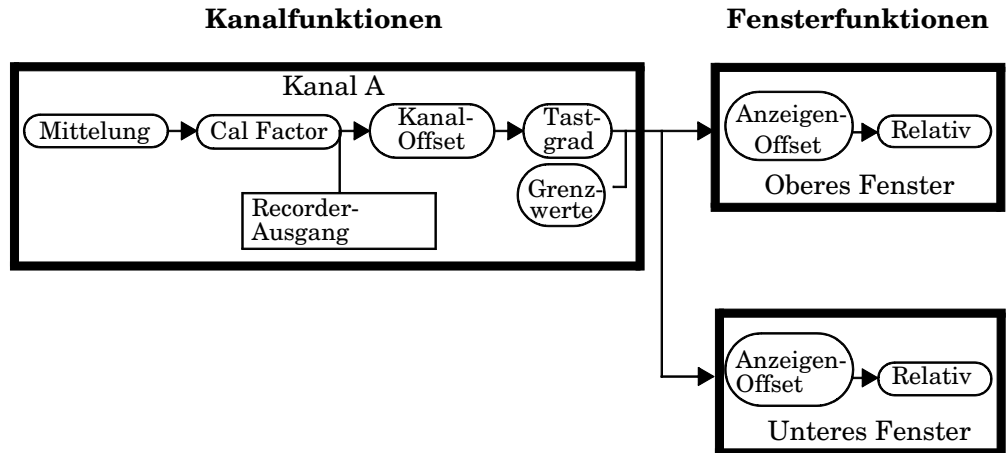 Kanalfunktionen
Fensterfunktionen
Kanal A
Mittelung
Cal Factor
Kanal-
Offset
Tast-
grad
Grenz-
werte
Recorder-
Ausgang
Anzeigen-
Offset
Relativ
Oberes Fenster
Anzeigen-
Offset
Relativ
Unteres Fenster